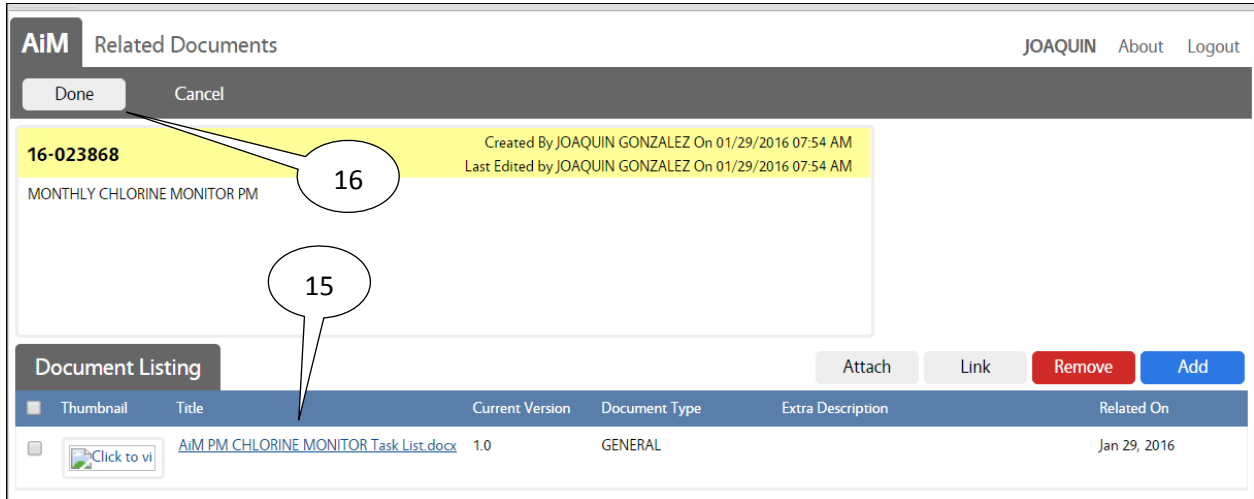 AiM Related Documents JOAQUIN About Logout
Done Cancel
16-023868 Created By JOAQUIN GONZALEZ On 01/29/2016 07:54 AM
Last Edited by JOAQUIN GONZALEZ On 01/29/2016 07:54 AM
16
MONTHLY CHLORINE MONITOR PM
15
Document Listing Attach Link Remove Add
Thumbnail Title Current Version Document Type Extra Description Related On
Click to vi AiM PM CHLORINE MONITOR Task List.docx 1.0 GENERAL Jan 29, 2016